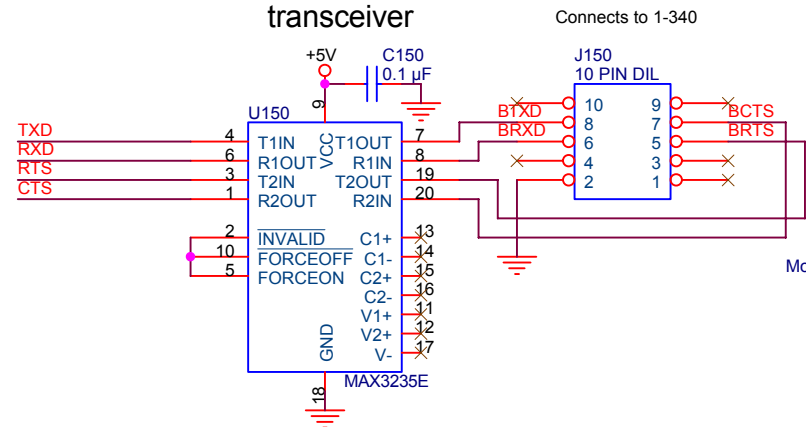 transceiver
Connects to 1-340
+5V
C150
0.1 µF
J150
10 PIN DIL
U150
9
VCC
TXD
4
T1IN
T1OUT
7
RXD
6
R1OUT
R1IN
8
RTS
3
T2IN
T2OUT
19
CTS
1
R2OUT
R2IN
20
2
INVALID
10
FORCEOFF
5
FORCEON
C1+
13
C1-
14
C2+
15
C2-
16
V1+
11
V2+
12
V-
17
GND
18
MAX3235E
10
9
BTXD
8
7
BCTS
BRXD
6
5
BRTS
4
3
2
1
Mo